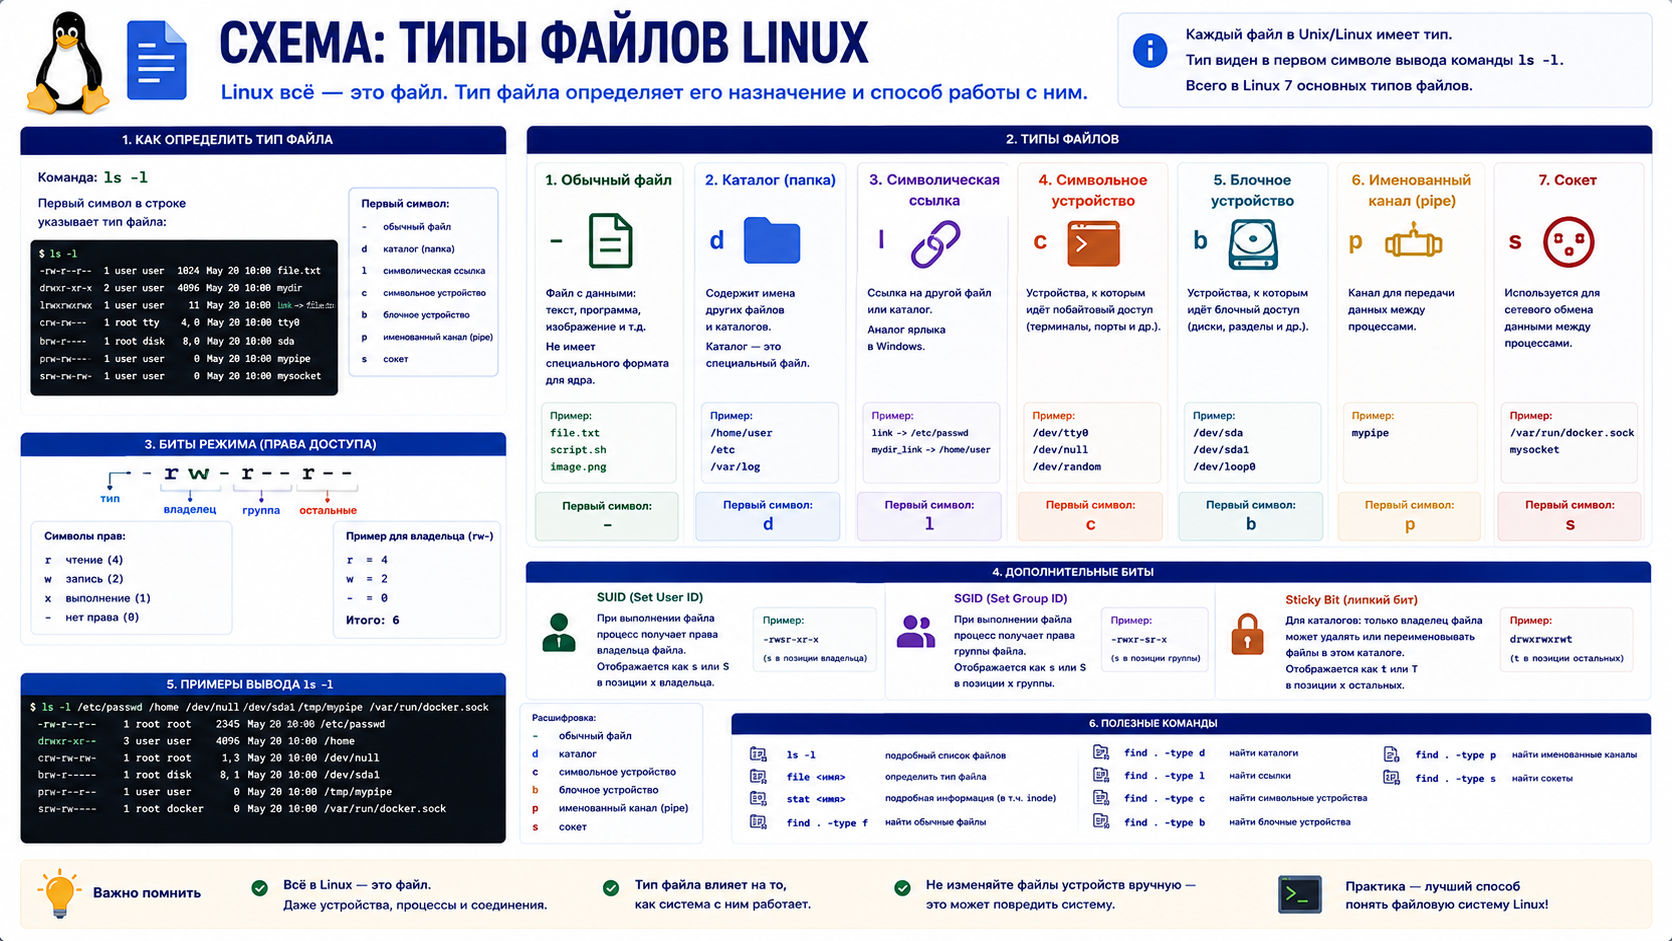 СХЕМА: ТИПЫ ФАЙЛОВ LINUX
Linux всё — это файл. Тип файла определяет его назначение и способ работы с ним.
Каждый файл в Unix/Linux имеет тип.
Тип виден в первом символе вывода команды ls -l.
Всего в Linux 7 основных типов файлов.
1. КАК ОПРЕДЕЛИТЬ ТИП ФАЙЛА
Команда: ls -l
Первый символ в строке
указывает тип файла:
$ ls -l
-rw-r--r-- 1 user user 1024 May 20 10:00 file.txt
drwxr-xr-x 2 user user 4096 May 20 10:00 mydir
lrwxrwxrwx 1 user user 11 May 20 10:00 link ->
crw-rw--- 1 root tty 4,0 May 20 10:00 tty0
brw-r---- 1 root disk 8,0 May 20 10:00 sda
prw-rw---- 1 user user 0 May 20 10:00 mypipe
srw-rw-rw- 1 user user 0 May 20 10:00 mysocket
Первый символ:
- обычный файл
d каталог (папка)
l символическая ссылка
c символьное устройство
b блочное устройство
p именованный канал (pipe)
s сокет
2. ТИПЫ ФАЙЛОВ
1. Обычный файл
-
Файл с данными:
текст, программа,
изображение и т.д.
Не имеет
специального формата
для ядра.
Пример:
file.txt
script.sh
image.png
Первый символ:
-
2. Каталог (папка)
d
Содержит имена
других файлов
и каталогов.
Каталог — это
специальный файл.
Пример:
/home/user
/etc
/var/log
Первый символ:
d
3. Символическая
ссылка
l
Ссылка на другой файл
или каталог.
Аналог ярлыка
в Windows.
Пример:
link -> /etc/passwd
mydir_link -> /home/user
Первый символ:
l
4. Символьное
устройство
c
Устройства, к которым
идёт побайтовый доступ
(терминалы, порты и др.).
Пример:
/dev/tty0
/dev/null
/dev/random
Первый символ:
c
5. Блочное
устройство
b
Устройства, к которым
идёт блочный доступ
(диски, разделы и др.).
Пример:
/dev/sda
/dev/sda1
/dev/loop0
Первый символ:
b
6. Именованный
канал (pipe)
p
Канал для передачи
данных между
процессами.
Пример:
mypipe
Первый символ:
p
7. Сокет
s
Используется для
сетевого обмена
данными между
процессами.
Пример:
/var/run/docker.sock
mysocket
Первый символ:
s
3. БИТЫ РЕЖИМА (ПРАВА ДОСТУПА)
- rw- r-- r--
тип
владелец группа остальные
Символы прав:
r чтение (4)
w запись (2)
x выполнение (1)
- нет права (0)
Пример для владельца (rw-)
r = 4
w = 2
- = 0
Итого: 6
4. ДОПОЛНИТЕЛЬНЫЕ БИТЫ
SUID (Set User ID)
При выполнении файла
процесс получает права
владельца файла.
Отображается как s или S
в позиции x владельца.
Пример:
-rwsr-xr-x
(s в позиции владельца)
SGID (Set Group ID)
При выполнении файла
процесс получает права
группы файла.
Отображается как s или S
в позиции x группы.
Пример:
-rwxr-sr-x
(s в позиции группы)
Sticky Bit (липкий бит)
Для каталогов: только владелец файла
может удалять или переименовывать
файлы в этом каталоге.
Отображается как t или T
в позиции x остальных.
Пример:
drwxrwxrwt
(t в позиции остальных)
5. ПРИМЕРЫ ВЫВОДА ls -l
$ ls -l /etc/passwd /home /dev/null /dev/sda1 /tmp/mypipe /var/run/docker.sock
-rw-r--r-- 1 root root 2345 May 20 10:00 /etc/passwd
drwxr-xr-- 3 user user 4096 May 20 10:00 /home
crw-rw-rw- 1 root root 1,3 May 20 10:00 /dev/null
brw-r----- 1 root disk 8, 1 May 20 10:00 /dev/sda1
prw-r--r-- 1 user user 0 May 20 10:00 /tmp/mypipe
srw-rw---- 1 root docker 0 May 20 10:00 /var/run/docker.sock
Расшифровка:
- обычный файл
d каталог
c символьное устройство
b блочное устройство
p именованный канал (pipe)
s сокет
6. ПОЛЕЗНЫЕ КОМАНДЫ
ls -l подробный список файлов
file <имя> определить тип файла
stat <имя> подробная информация (в т.ч. inode)
find . -type f найти обычные файлы
find . -type d найти каталоги
find . -type l найти ссылки
find . -type c найти символьные устройства
find . -type b найти блочные устройства
find . -type p найти именованные каналы
find . -type s найти сокеты
Важно помнить
Всё в Linux — это файл.
Даже устройства, процессы и соединения.
Тип файла влияет на то,
как система с ним работает.
Не изменяйте файлы устройств вручную —
это может повредить систему.
Практика — лучший способ
понять файловую систему Linux!